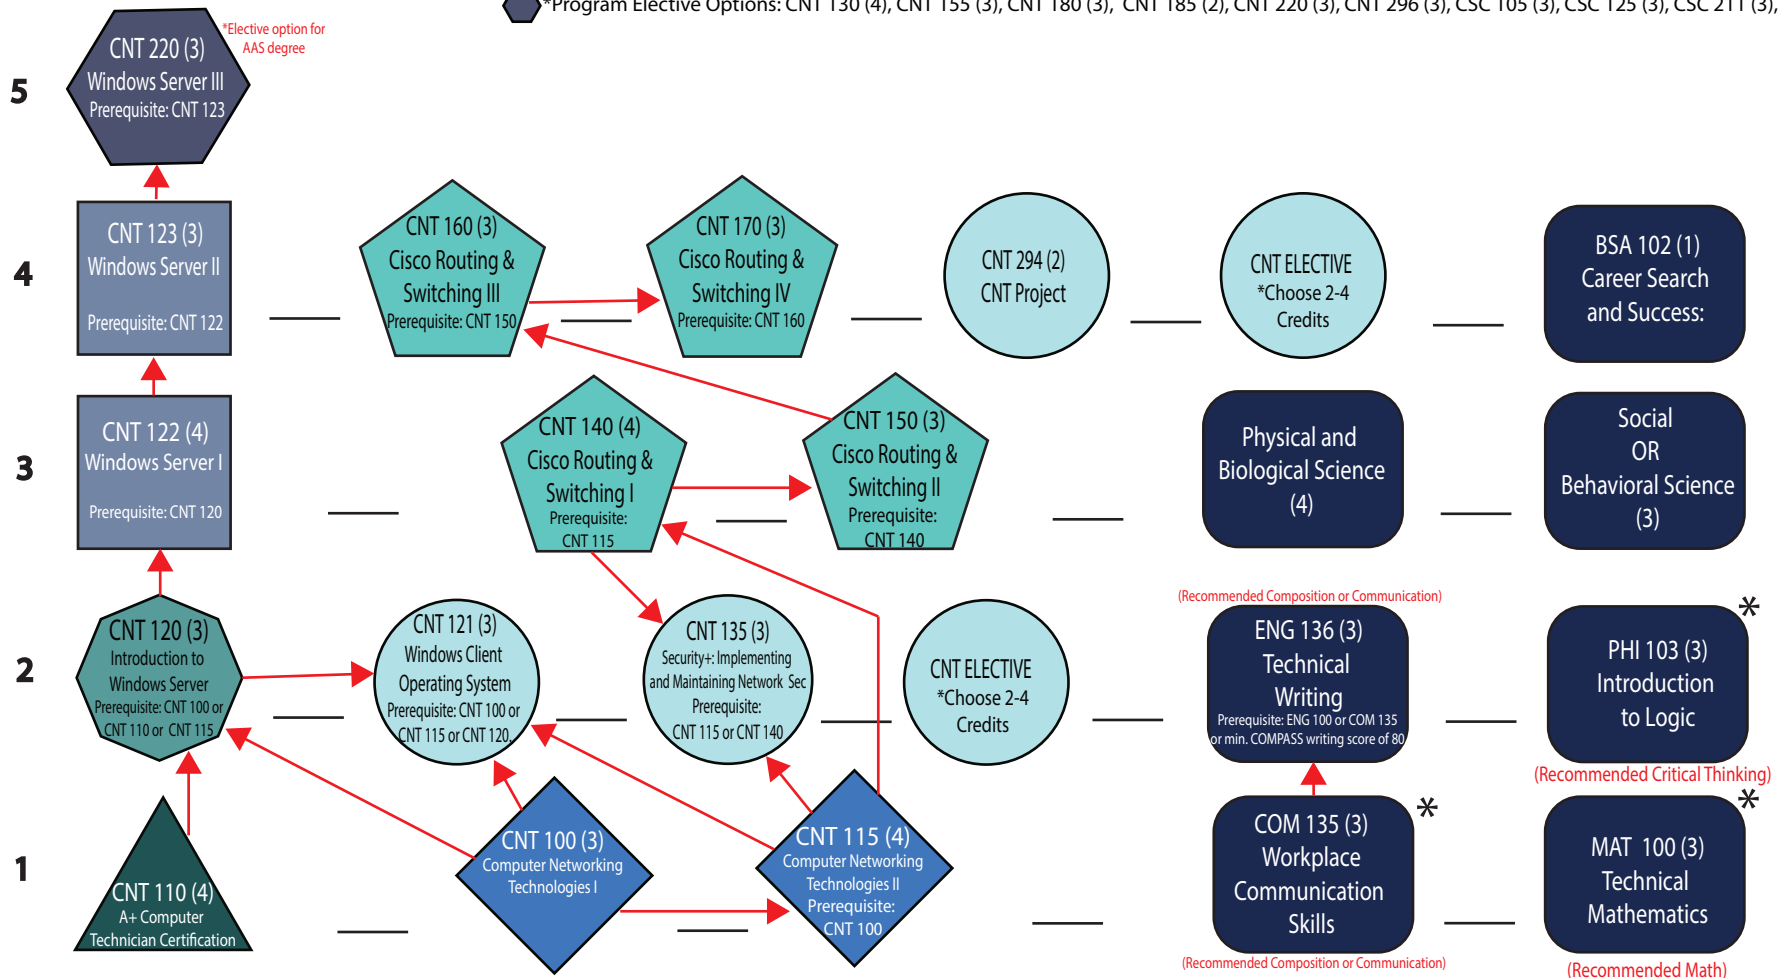 *Program Elective Options: CNT 130 (4), CNT 155 (3), CNT 180 (3), CNT 185 (2), CNT 220 (3), CNT 296 (3), CSC 105 (3), CSC 125 (3), CSC 211 (3),
5
CNT 220 (3)
Windows Server III
Prerequisite: CNT 123
*Elective option for
AAS degree
4
CNT 123 (3)
Windows Server II
Prerequisite: CNT 122
CNT 160 (3)
Cisco Routing &
Switching III
Prerequisite: CNT 150
CNT 170 (3)
Cisco Routing &
Switching IV
Prerequisite: CNT 160
CNT 294 (2)
CNT Project
CNT ELECTIVE
*Choose 2-4
Credits
BSA 102 (1)
Career Search
and Success:
3
CNT 122 (4)
Windows Server I
Prerequisite: CNT 120
CNT 140 (4)
Cisco Routing &
Switching I
Prerequisite:
CNT 115
CNT 150 (3)
Cisco Routing &
Switching II
Prerequisite:
CNT 140
Physical and
Biological Science
(4)
Social
OR
Behavioral Science
(3)
2
CNT 120 (3)
Introduction to
Windows Server
Prerequisite: CNT 100 or
CNT 110 or CNT 115
CNT 121 (3)
Windows Client
Operating System
Prerequisite: CNT 100 or
CNT 115 or CNT 120.
CNT 135 (3)
Security+: Implementing
and Maintaining Network Sec
Prerequisite:
CNT 115 or CNT 140
CNT ELECTIVE
*Choose 2-4
Credits
(Recommended Composition or Communication)
ENG 136 (3)
Technical
Writing
Prerequisite: ENG 100 or COM 135
or min. COMPASS writing score of 80
*
PHI 103 (3)
Introduction
to Logic
(Recommended Critical Thinking)
1
CNT 110 (4)
A+ Computer
Technician Certification
CNT 100 (3)
Computer Networking
Technologies I
CNT 115 (4)
Computer Networking
Technologies II
Prerequisite:
CNT 100
*
COM 135 (3)
Workplace
Communication
Skills
(Recommended Composition or Communication)
*
MAT 100 (3)
Technical
Mathematics
(Recommended Math)